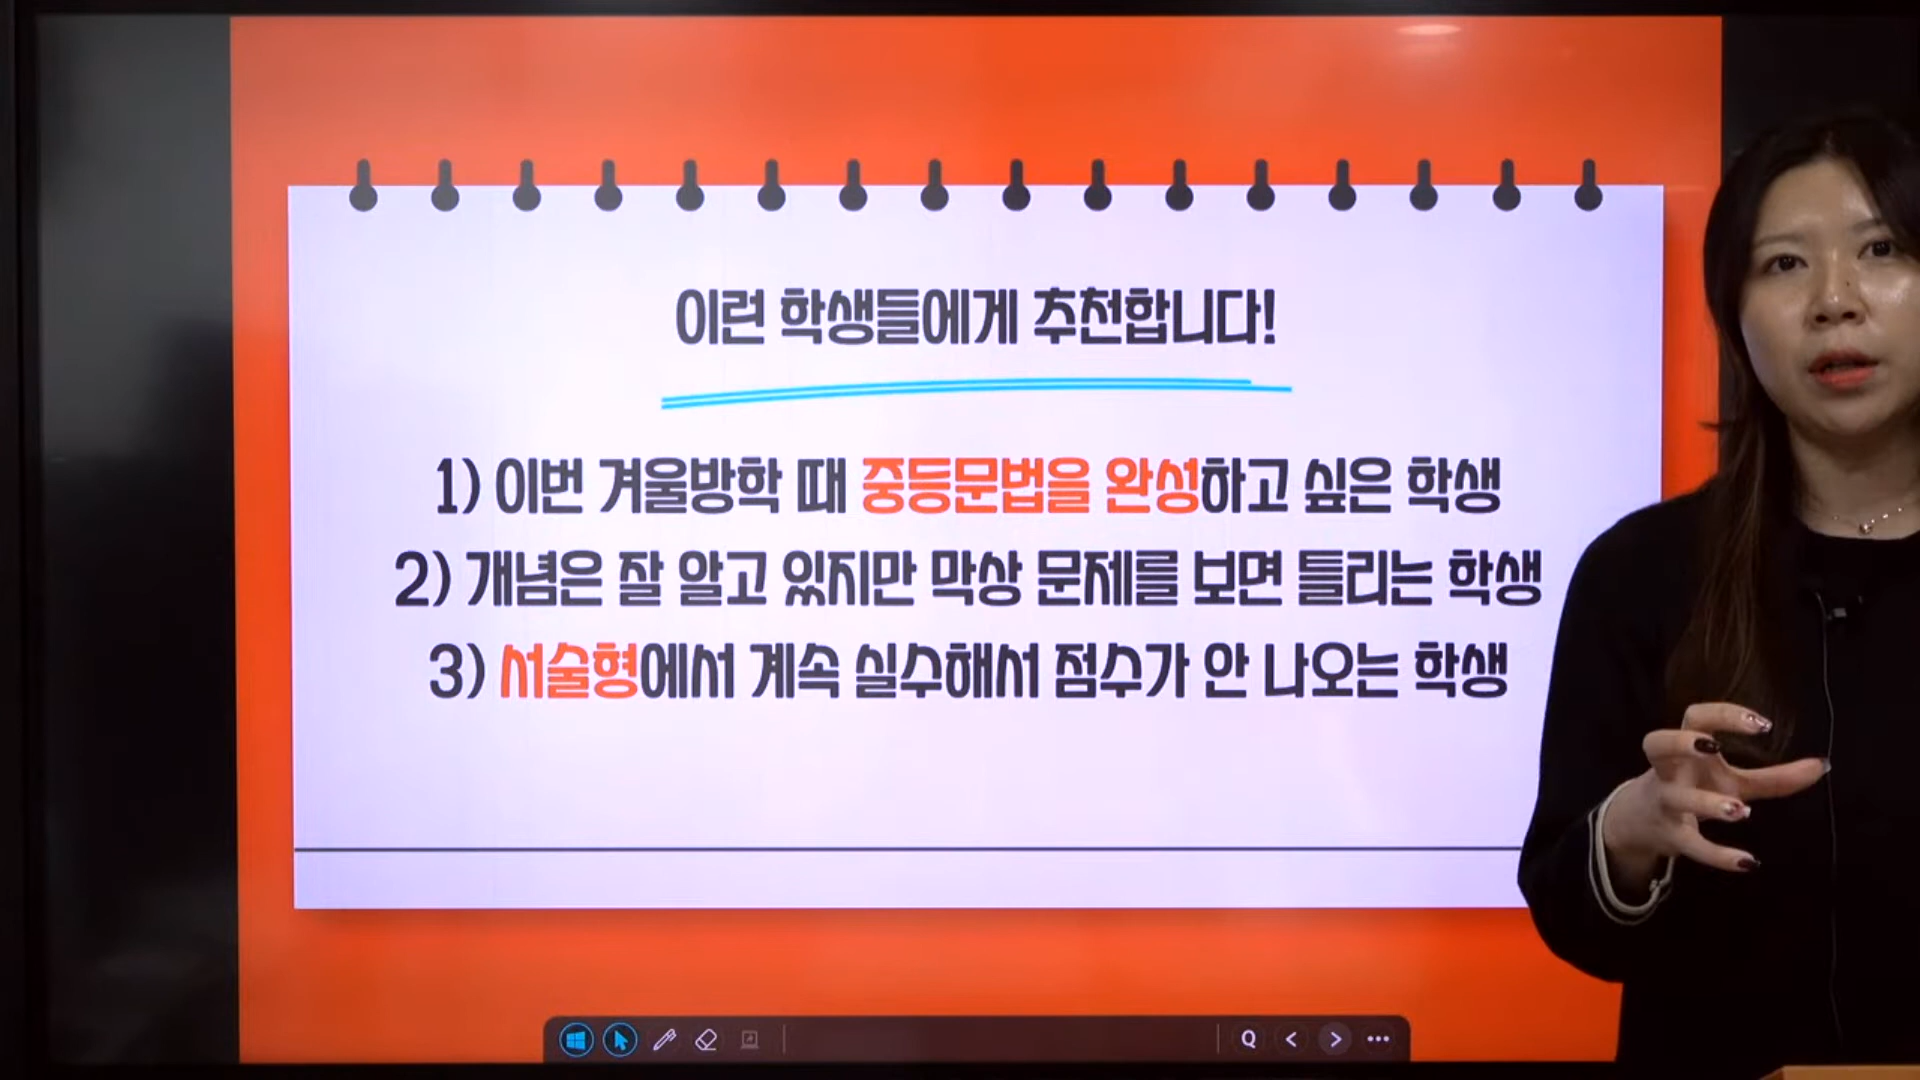 이런 학생들에게 추천합니다!
1) 이번 겨울방학 때 중등문법을 완성하고 싶은 학생
2) 개념은 잘 알고 있지만 막상 문제를 보면 틀리는 학생
3) 서술형에서 계속 실수해서 점수가 안 나오는 학생